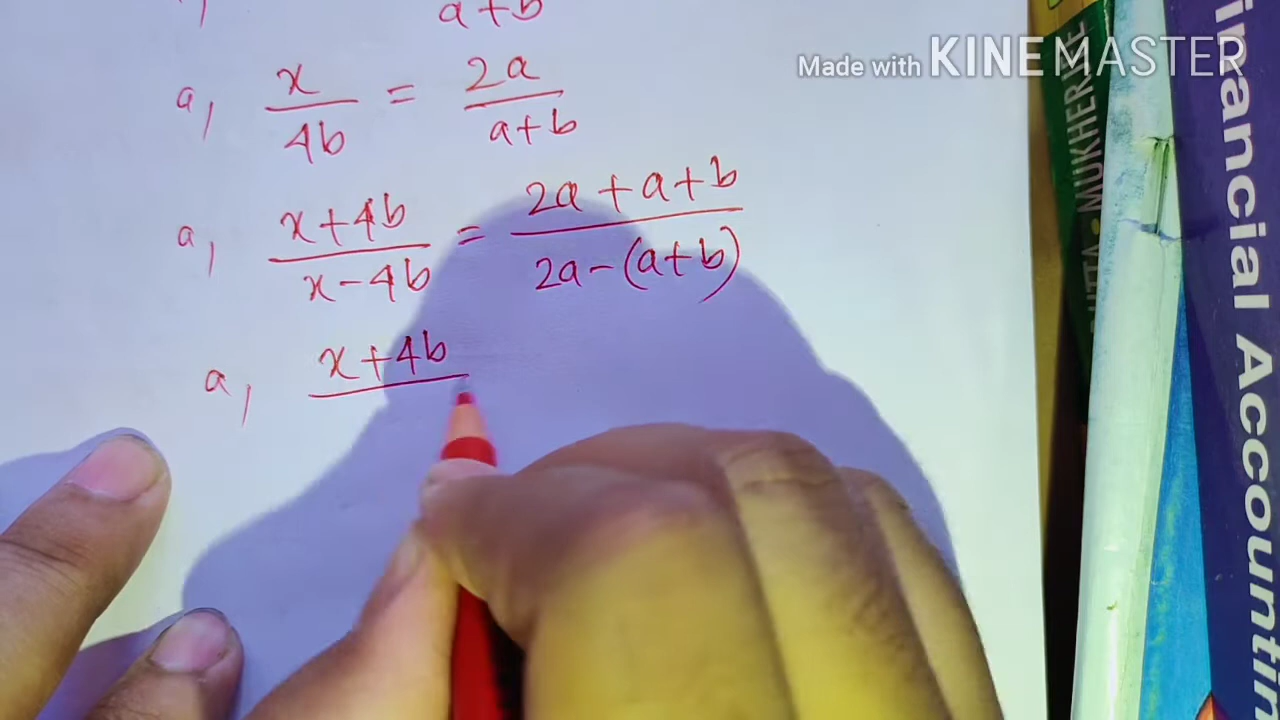 a+b
Made with KINEMASTER
a, x/4b = 2a/a+b
a, x+4b/x-4b = 2a+a+b/2a-(a+b)
a, x+4b
MUKHERJEE
Financial Accountin